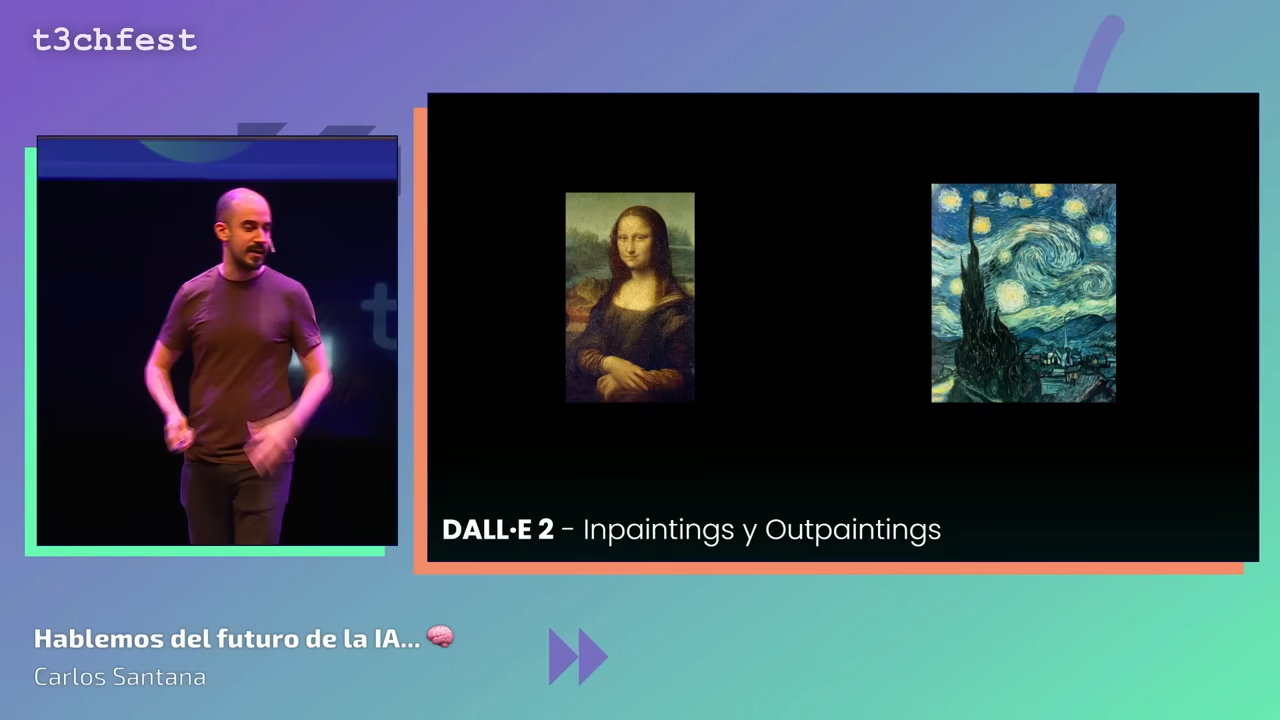 t3chfest
t
DALL·E 2 - Inpaintings y Outpaintings
Hablemos del futuro de la IA...
Carlos Santana